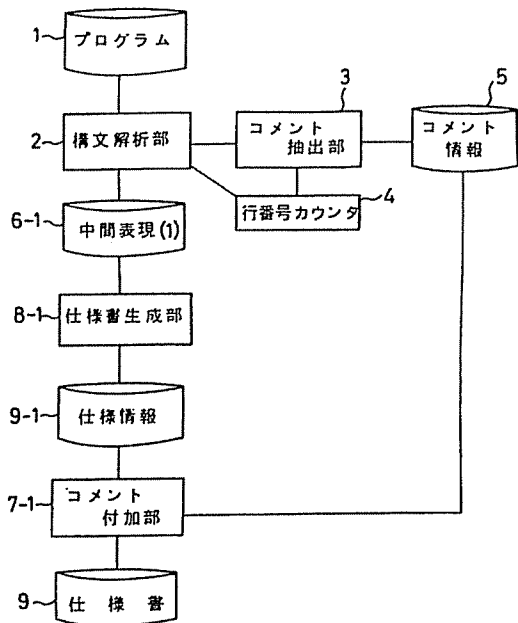 1
プログラム
3
5
2
構文解析部
コメント
抽出部
コメント
情報
4
行番号カウンタ
6-1
中間表現(1)
8-1
仕様書生成部
9-1
仕様情報
7-1
コメント
付加部
9
仕様書